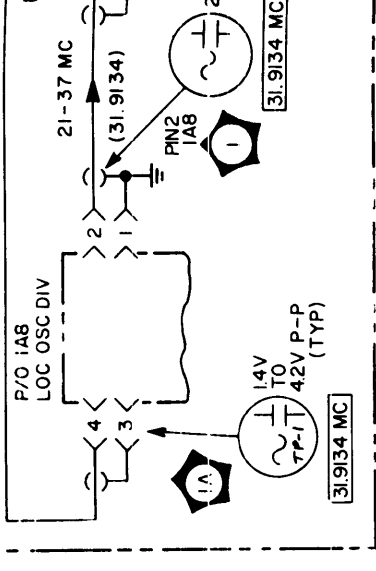 21-37 MC
(31.9134)
31.9134 MC
PIN2
1A8
1
2
1
P/O 1A8
LOC OSC DIV
4
3
1A
TP-1
1.4V
TO
4.2V P-P
(TYP)
31.9134 MC